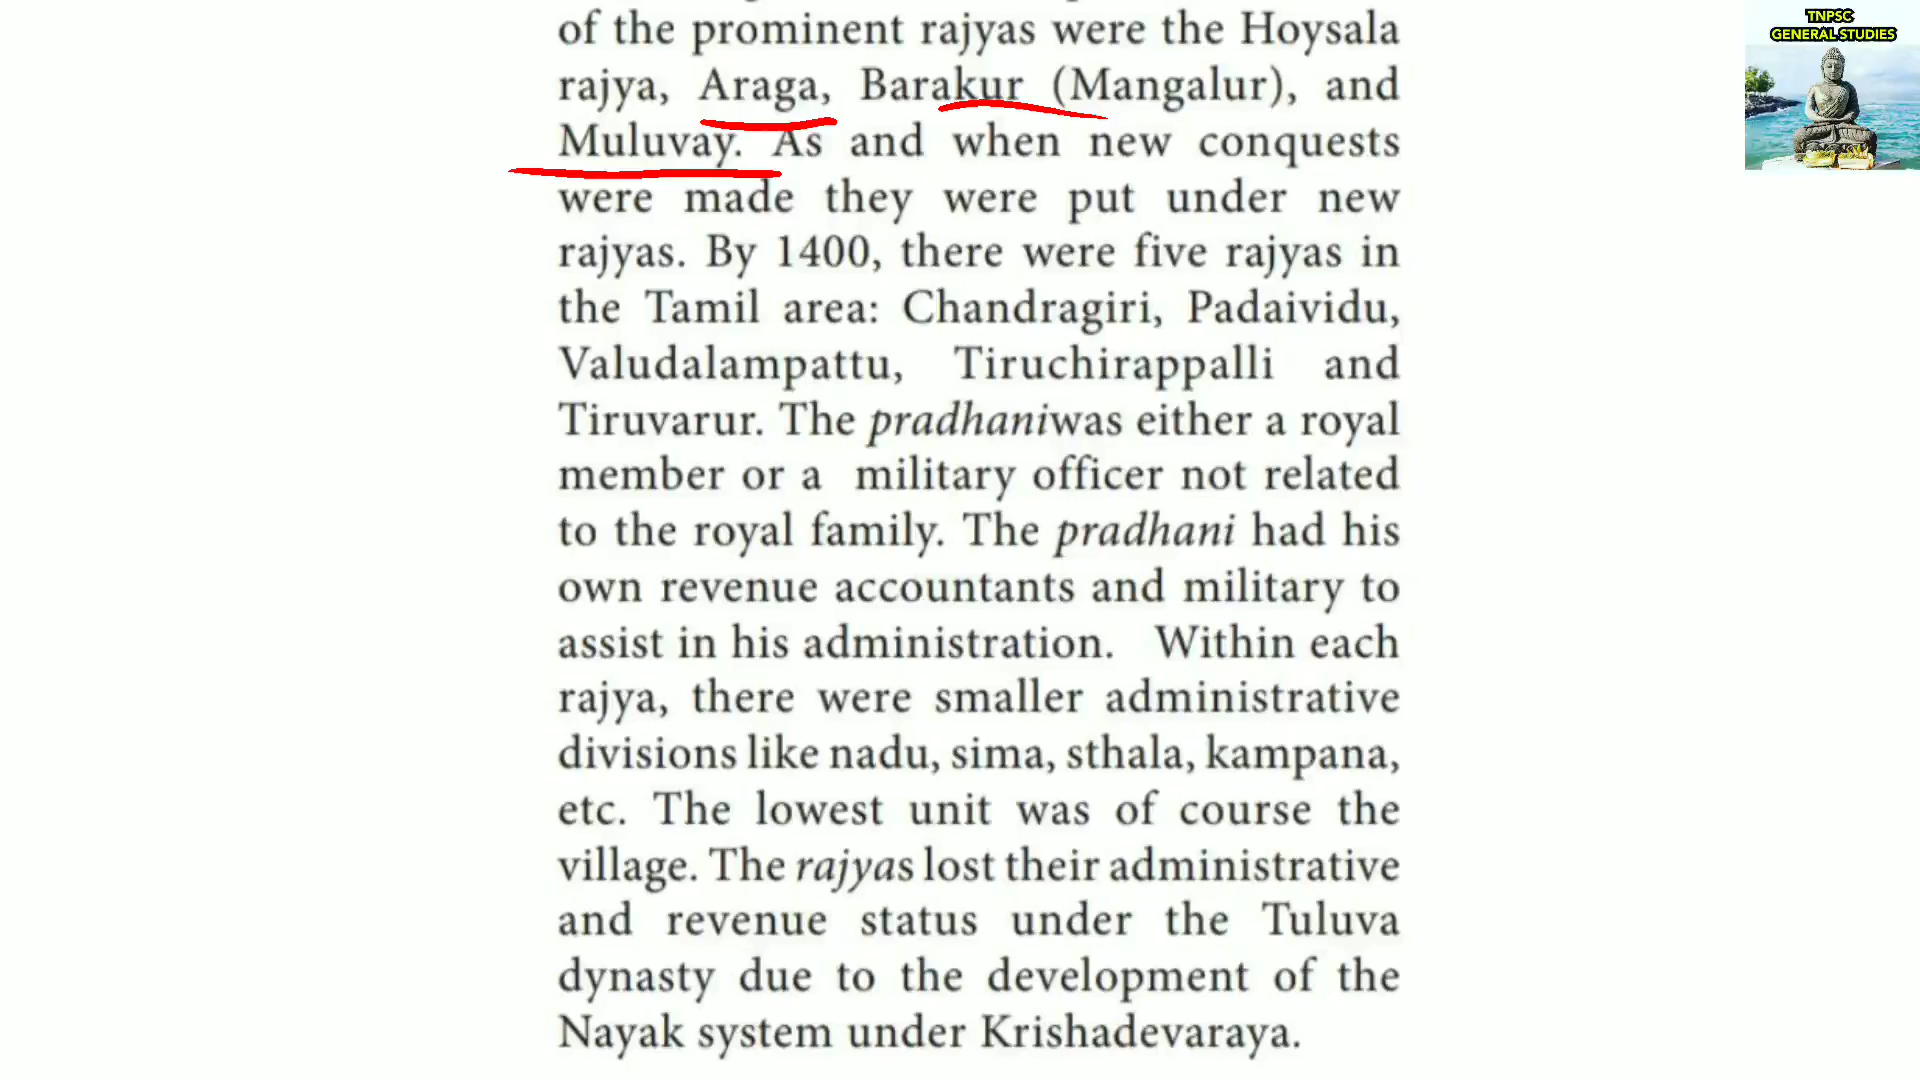 of the prominent rajyas were the Hoysala
rajya, Araga, Barakur (Mangalur), and
Muluvay. As and when new conquests
were made they were put under new
rajyas. By 1400, there were five rajyas in
the Tamil area: Chandragiri, Padaividu,
Valudalampattu, Tiruchirappalli and
Tiruvarur. The pradhaniwas either a royal
member or a military officer not related
to the royal family. The pradhani had his
own revenue accountants and military to
assist in his administration. Within each
rajya, there were smaller administrative
divisions like nadu, sima, sthala, kampana,
etc. The lowest unit was of course the
village. The rajyas lost their administrative
and revenue status under the Tuluva
dynasty due to the development of the
Nayak system under Krishadevaraya.
TNPSC
GENERAL STUDIES